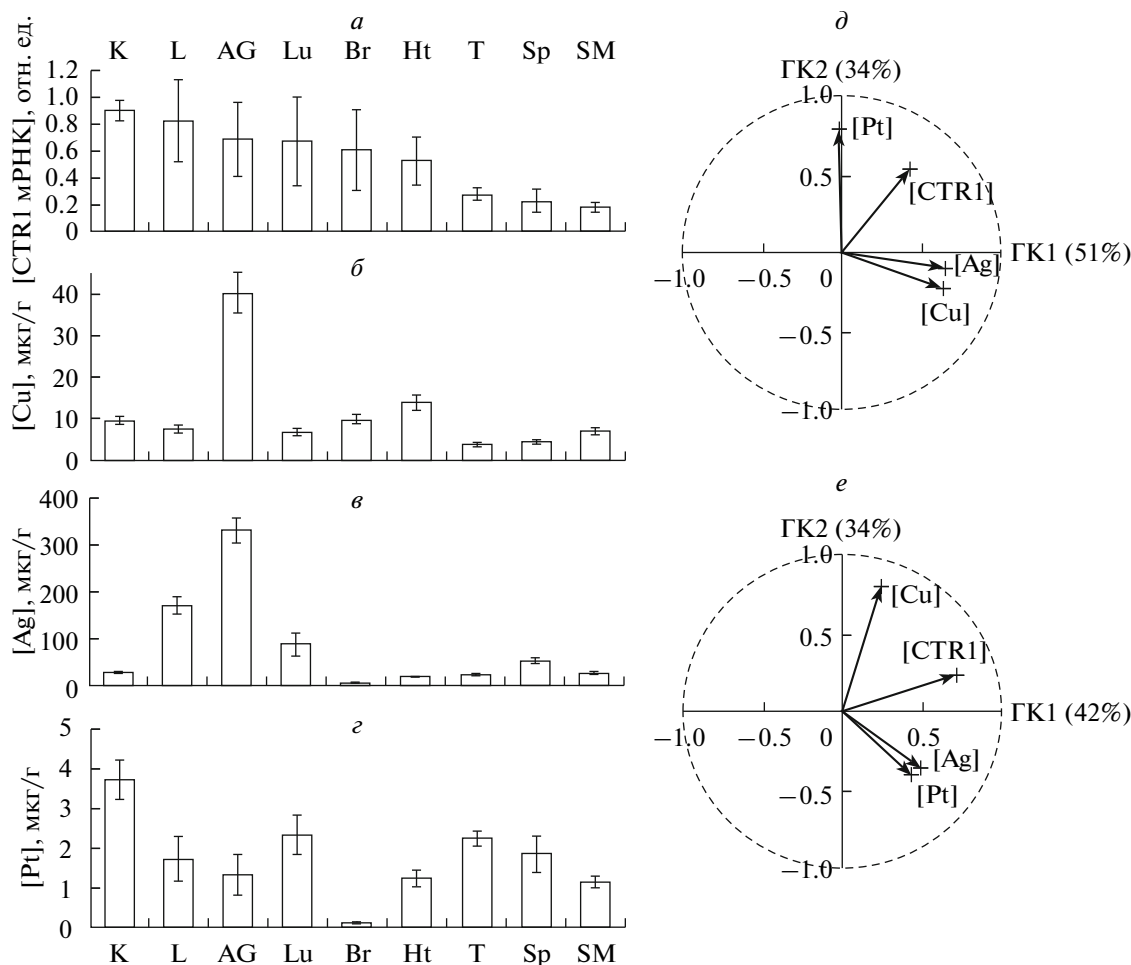 а
K L AG Lu Br Ht T Sp SM
[CTR1 мРНК], отн. ед.
1.2
1.0
0.8
0.6
0.4
0.2
0
б
[Cu], мкг/г
40
30
20
10
0
в
[Ag], мкг/г
400
300
200
100
0
г
[Pt], мкг/г
5
4
3
2
1
0
K L AG Lu Br Ht T Sp SM
д
ГК2 (34%)
1.0
[Pt]
0.5
[CTR1]
ГК1 (51%)
[Ag]
−1.0 −0.5 0
[Cu]
−0.5
−1.0
е
ГК2 (34%)
1.0
[Cu]
0.5
[CTR1]
ГК1 (42%)
−1.0 −0.5 0 0.5
[Ag]
[Pt]
−0.5
−1.0